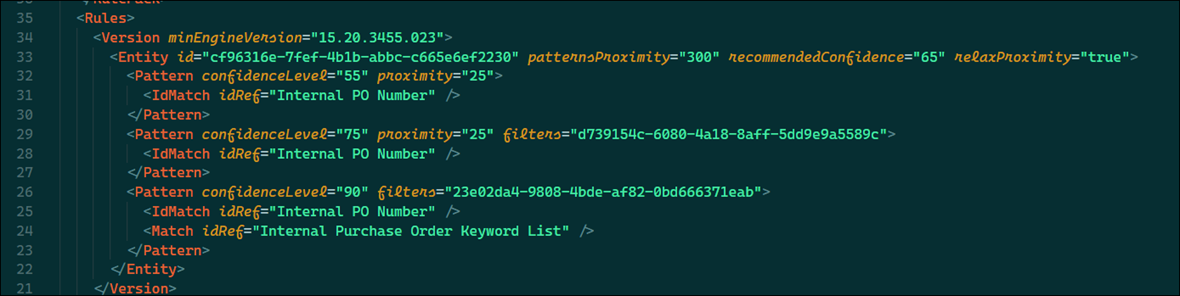 36 </RulePack>
35 <Rules>
34 <Version minEngineVersion="15.20.3455.023">
33 <Entity id="cf96316e-7fef-4b1b-abbc-c665e6ef2230" patternsProximity="300" recommendedConfidence="65" relaxProximity="true">
32 <Pattern confidenceLevel="55" proximity="25">
31 <IdMatch idRef="Internal PO Number" />
30 </Pattern>
29 <Pattern confidenceLevel="75" proximity="25" filters="d739154c-6080-4a18-8aff-5dd9e9a5589c">
28 <IdMatch idRef="Internal PO Number" />
27 </Pattern>
26 <Pattern confidenceLevel="90" filters="23e02da4-9808-4bde-af82-0bd666371eab">
25 <IdMatch idRef="Internal PO Number" />
24 <Match idRef="Internal Purchase Order Keyword List" />
23 </Pattern>
22 </Entity>
21 </Version>